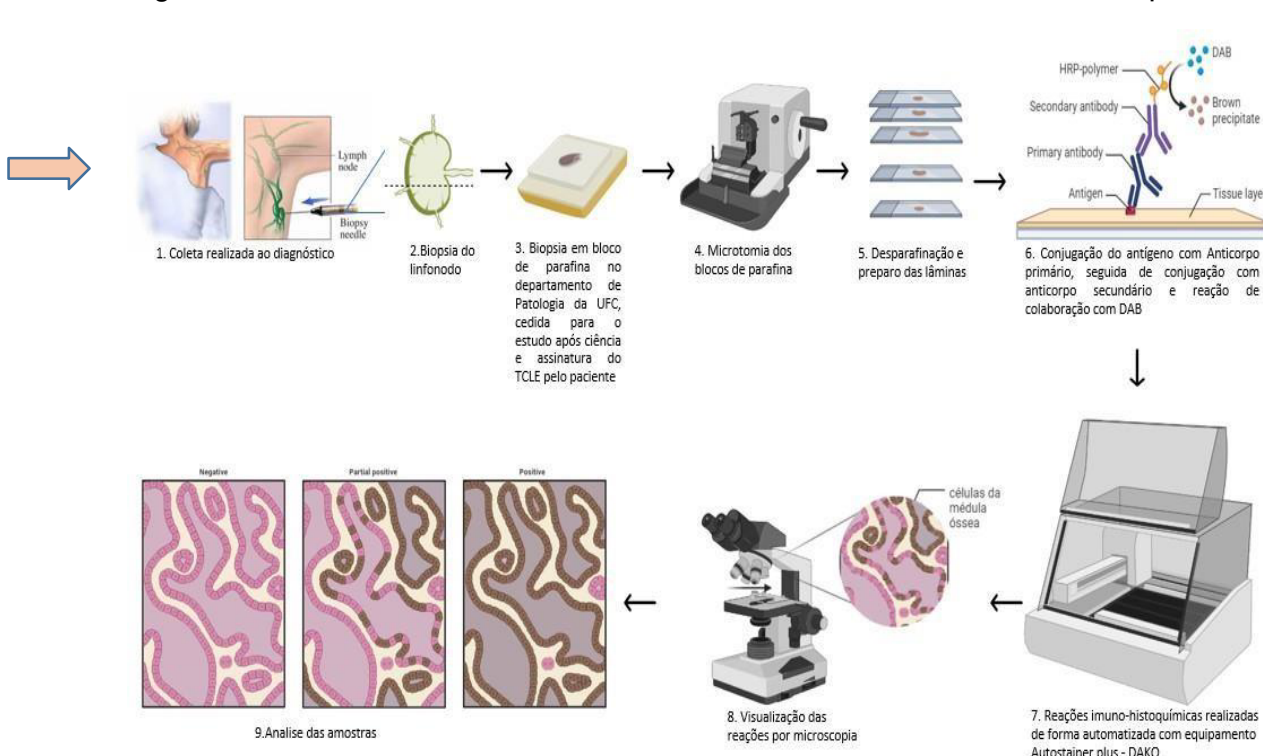 DAB
HRP-polymer
Brown
precipitate
Secondary antibody
Primary antibody
Antigen
Tissue laye
Lymph
node
Biopsy
needle
1. Coleta realizada ao diagnóstico
2.Biopsia do
linfonodo
3. Biopsia em bloco
de parafina no
departamento de
Patologia da UFC,
cedida para o
estudo após ciência
e assinatura do
TCLE pelo paciente
4. Microtomia dos
blocos de parafina
5. Desparafinação e
preparo das lâminas
6. Conjugação do antígeno com Anticorpo
primário, seguida de conjugação com
anticorpo secundário e reação de
colaboração com DAB
7. Reações imuno-histoquímicas realizadas
de forma automatizada com equipamento
Autostainer plus - DAKO
células da
médula
óssea
8. Visualização das
reações por microscopia
Negative
Partial positive
Positive
9.Analise das amostras